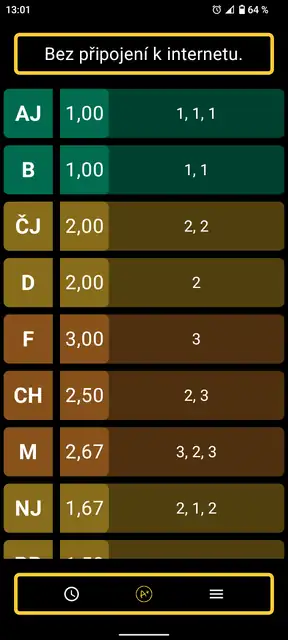 13:01 64 %
Bez připojení k internetu.
AJ 1,00 1, 1, 1
B 1,00 1, 1
ČJ 2,00 2, 2
D 2,00 2
F 3,00 3
CH 2,50 2, 3
M 2,67 3, 2, 3
NJ 1,67 2, 1, 2
A+